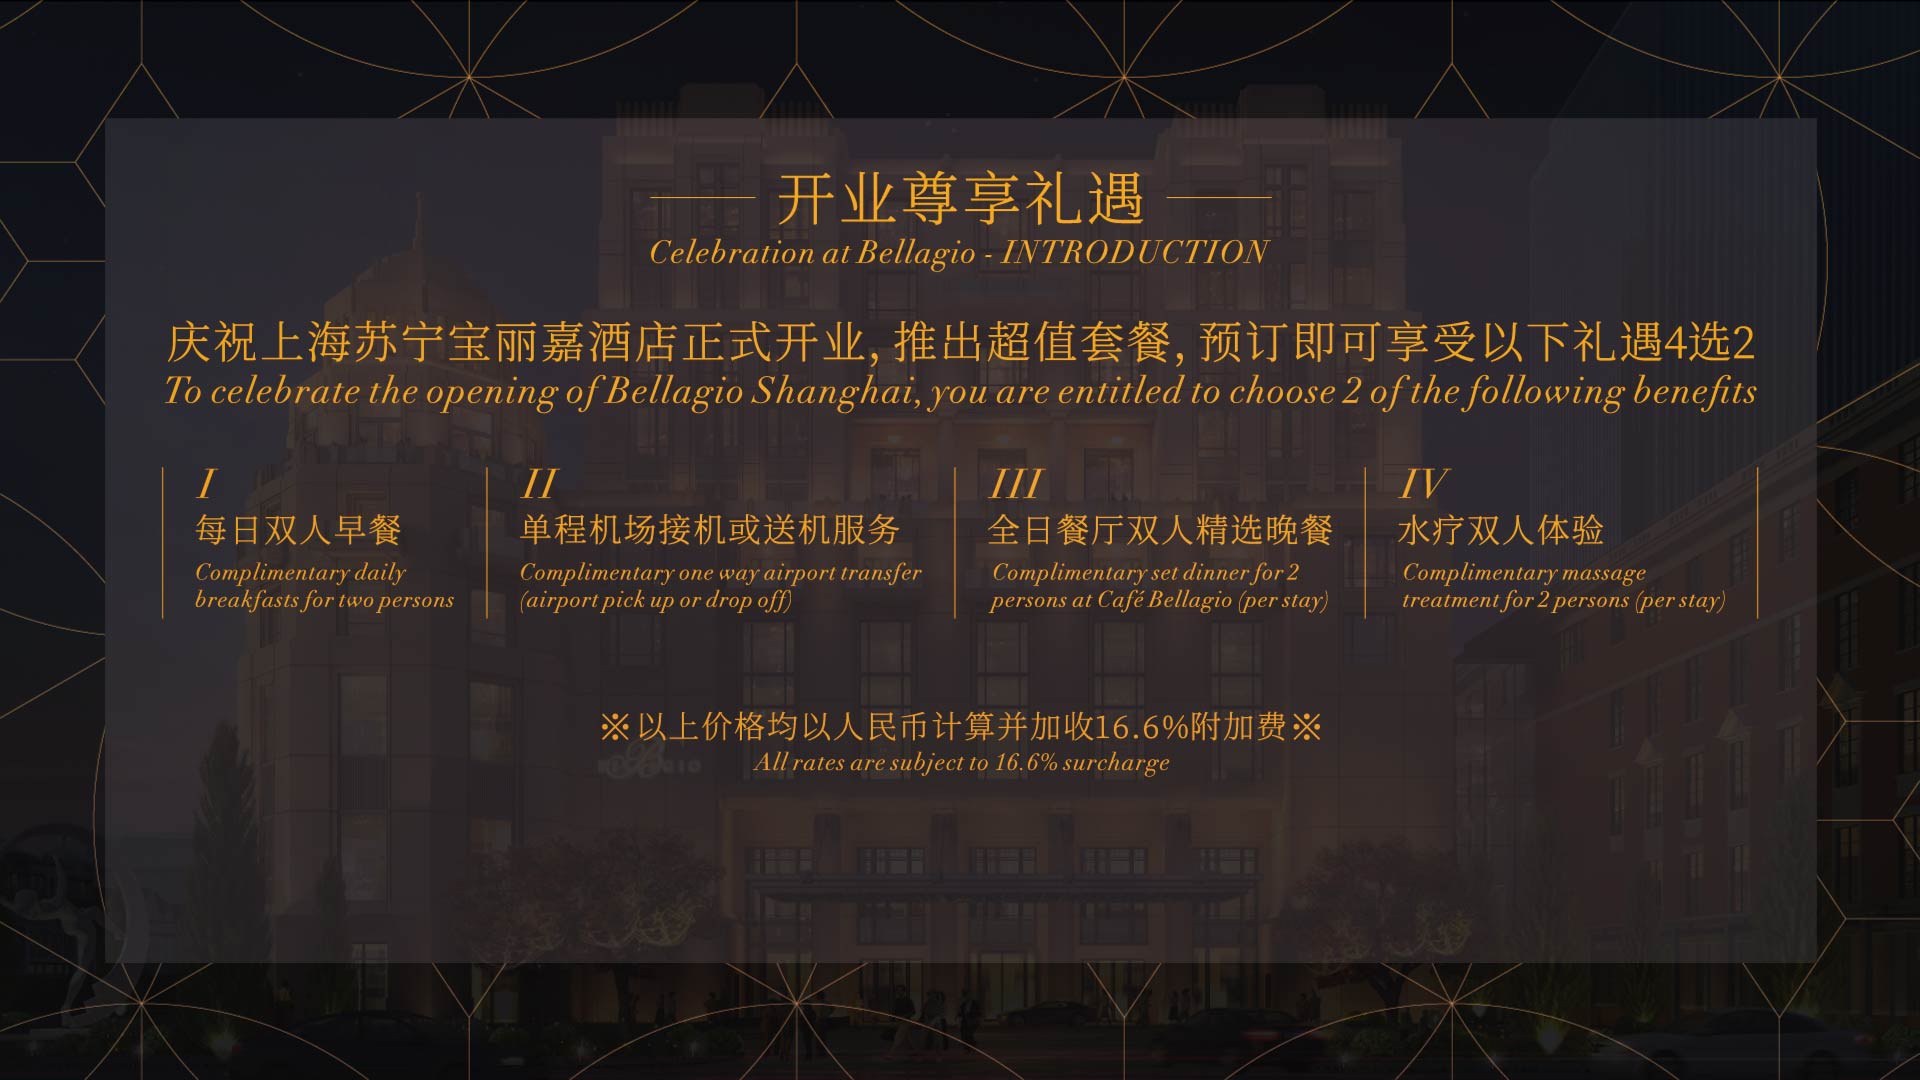 开业尊享礼遇
Celebration at Bellagio - INTRODUCTION
庆祝上海苏宁宝丽嘉酒店正式开业, 推出超值套餐, 预订即可享受以下礼遇4选2
To celebrate the opening of Bellagio Shanghai, you are entitled to choose 2 of the following benefits
I
每日双人早餐
Complimentary daily
breakfasts for two persons
II
单程机场接机或送机服务
Complimentary one way airport transfer
(airport pick up or drop off)
III
全日餐厅双人精选晚餐
Complimentary set dinner for 2
persons at Café Bellagio (per stay)
IV
水疗双人体验
Complimentary massage
treatment for 2 persons (per stay)
※以上价格均以人民币计算并加收16.6%附加费※
All rates are subject to 16.6% surcharge